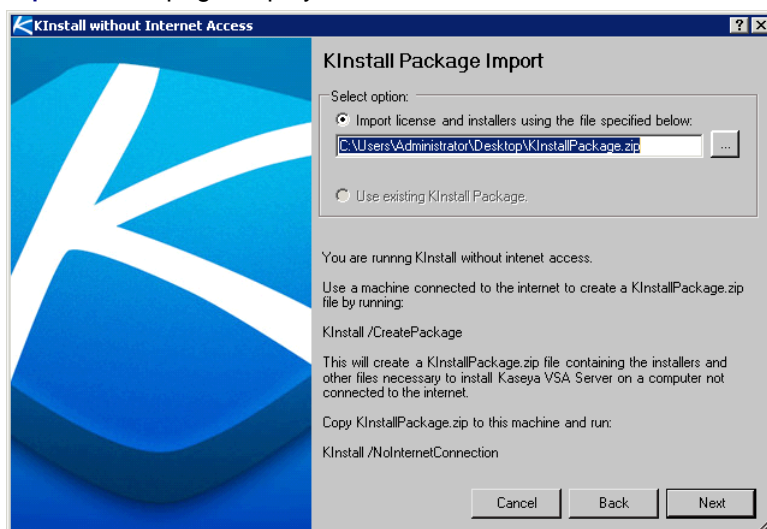 KInstall without Internet Access
KInstall Package Import
Select option:
Import license and installers using the file specified below:
C:\Users\Administrator\Desktop\KInstallPackage.zip
...
Use existing KInstall Package.
You are runnng KInstall without intenet access.
Use a machine connected to the internet to create a KInstallPackage.zip
file by running:
KInstall /CreatePackage
This will create a KInstallPackage.zip file containing the installers and
other files necessary to install Kaseya VSA Server on a computer not
connected to the internet.
Copy KInstallPackage.zip to this machine and run:
KInstall /NoInternetConnection
Cancel Back Next